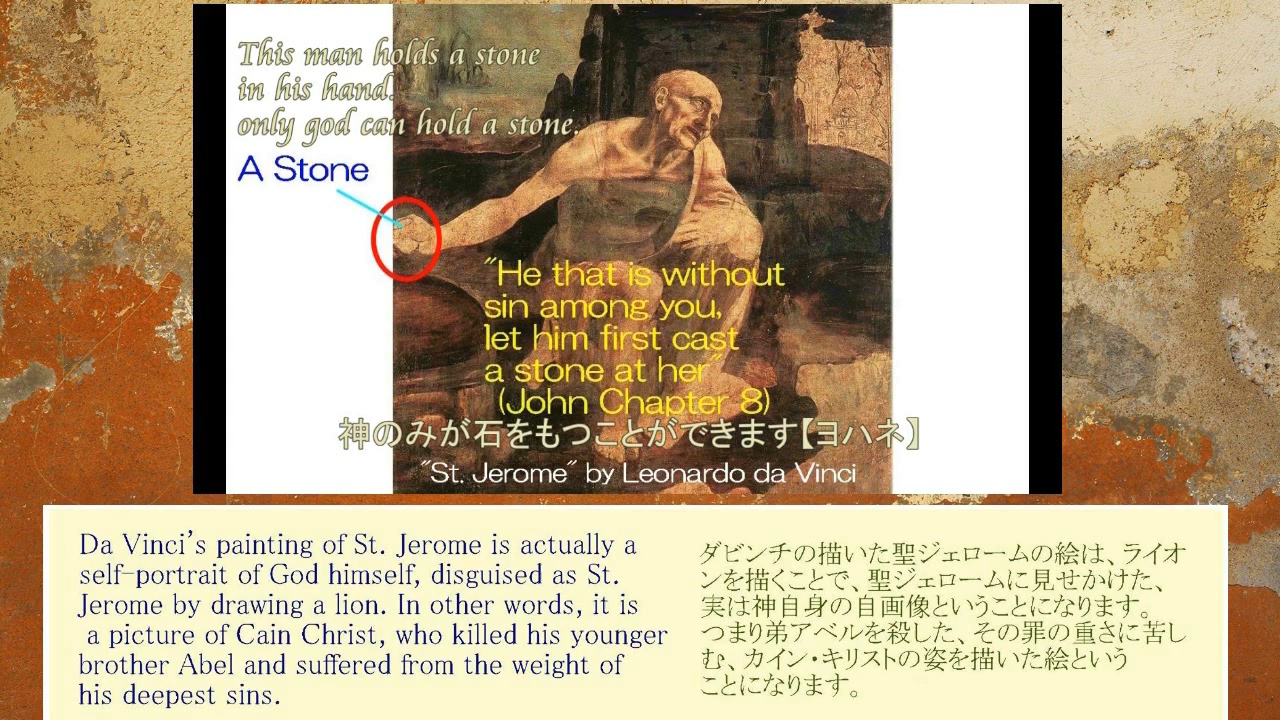 This man holds a stone
in his hand.
only god can hold a stone.
A Stone
"He that is without
sin among you,
let him first cast
a stone at her"
(John Chapter 8)
神のみが石をもつことができます【ヨハネ】
"St. Jerome" by Leonardo da Vinci
Da Vinci's painting of St. Jerome is actually a
self-portrait of God himself, disguised as St.
Jerome by drawing a lion. In other words, it is
a picture of Cain Christ, who killed his younger
brother Abel and suffered from the weight of
his deepest sins.
ダビンチの描いた聖ジェロームの絵は、ライオ
ンを描くことで、聖ジェロームに見せかけた、
実は神自身の自画像ということになります。
つまり弟アベルを殺した、その罪の重さに苦し
む、カイン・キリストの姿を描いた絵という
ことになります。